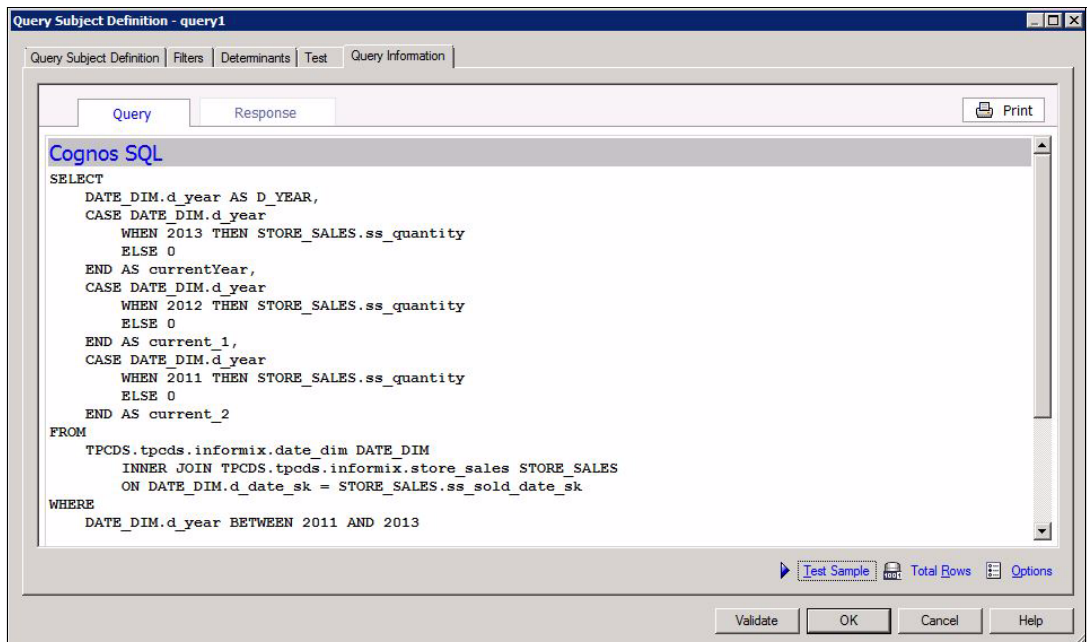 Query Subject Definition - query1
Query Subject Definition Filters Determinants Test Query Information
Query Response Print
Cognos SQL
SELECT
DATE_DIM.d_year AS D_YEAR,
CASE DATE_DIM.d_year
WHEN 2013 THEN STORE_SALES.ss_quantity
ELSE 0
END AS currentYear,
CASE DATE_DIM.d_year
WHEN 2012 THEN STORE_SALES.ss_quantity
ELSE 0
END AS current_1,
CASE DATE_DIM.d_year
WHEN 2011 THEN STORE_SALES.ss_quantity
ELSE 0
END AS current_2
FROM
TPCDS.tpcds.informix.date_dim DATE_DIM
INNER JOIN TPCDS.tpcds.informix.store_sales STORE_SALES
ON DATE_DIM.d_date_sk = STORE_SALES.ss_sold_date_sk
WHERE
DATE_DIM.d_year BETWEEN 2011 AND 2013
Test Sample Total Rows Options
Validate OK Cancel Help